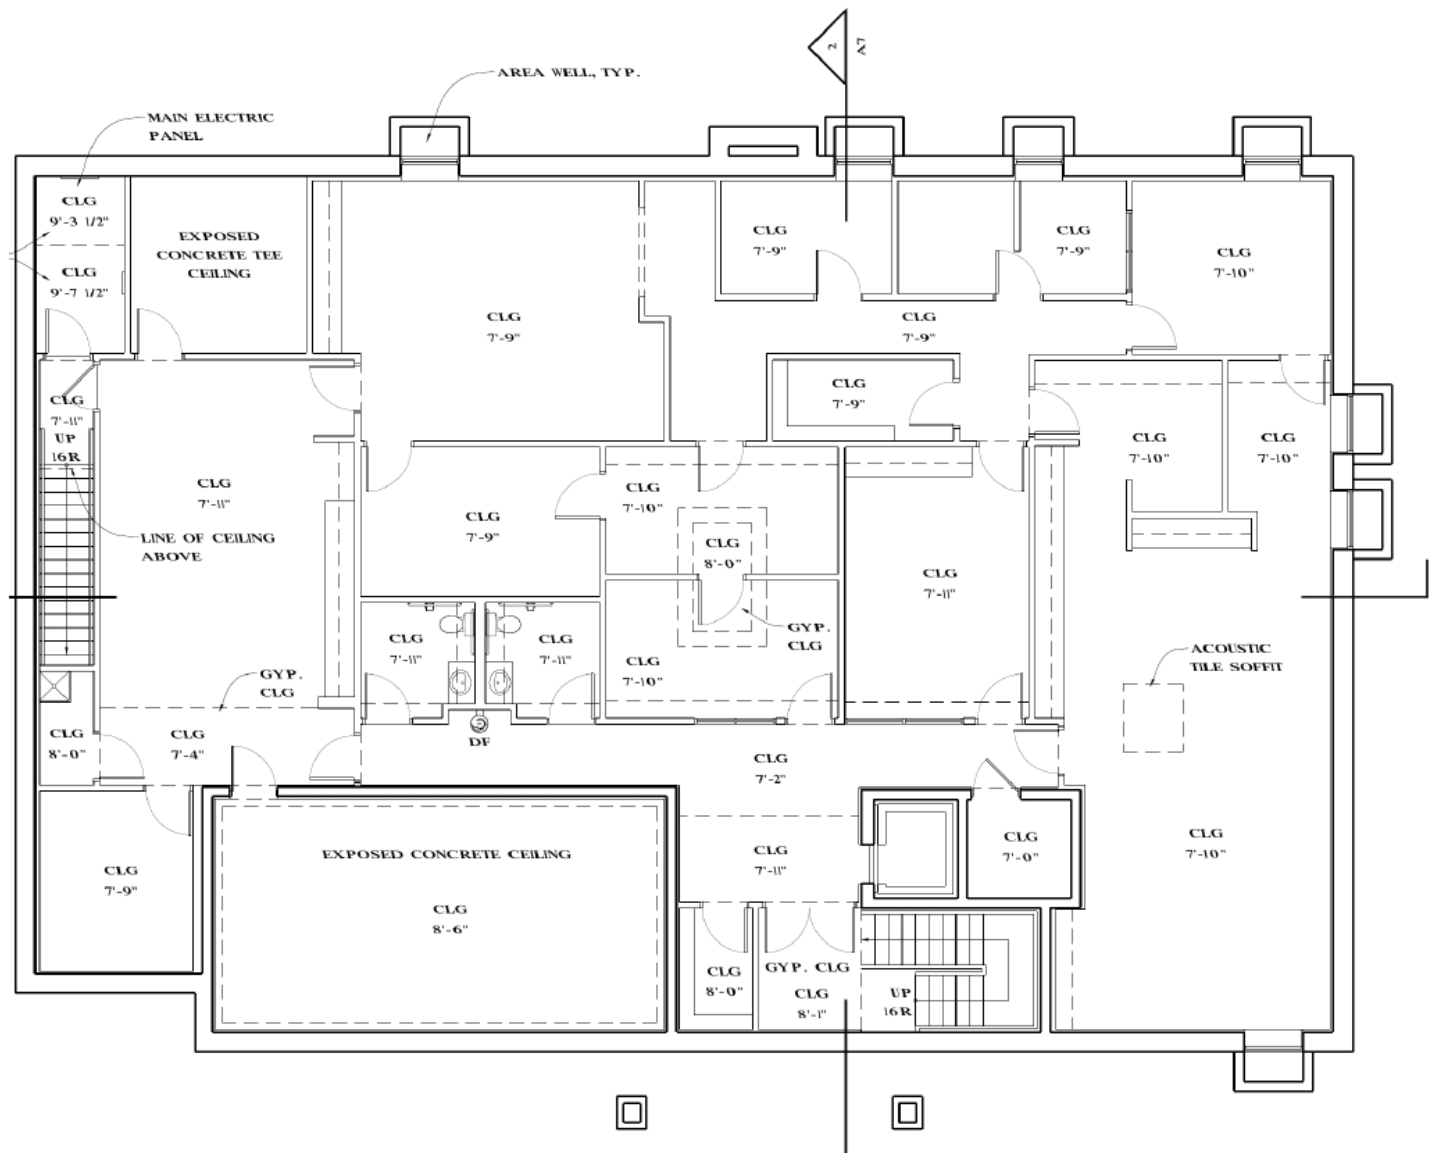 2
A7
AREA WELL, TYP.
MAIN ELECTRIC
PANEL
CLG
9'-3 1/2"
EXPOSED
CONCRETE TEE
CEILING
CLG
9'-7 1/2"
CLG
7'-9"
CLG
7'-9"
CLG
7'-10"
CLG
7'-9"
CLG
7'-9"
CLG
7'-11"
UP
16R
CLG
7'-9"
CLG
7'-10"
CLG
7'-10"
CLG
7'-11"
LINE OF CEILING
ABOVE
CLG
7'-9"
CLG
7'-10"
CLG
8'-0"
CLG
7'-11"
GYP.
CLG
CLG
7'-11"
CLG
7'-11"
CLG
7'-10"
ACOUSTIC
TILE SOFFIT
GYP.
CLG
CLG
8'-0"
CLG
7'-4"
DF
CLG
7'-2"
CLG
7'-11"
CLG
7'-0"
CLG
7'-10"
EXPOSED CONCRETE CEILING
CLG
8'-6"
CLG
7'-9"
CLG
8'-0"
GYP. CLG
CLG
8'-1"
UP
16R